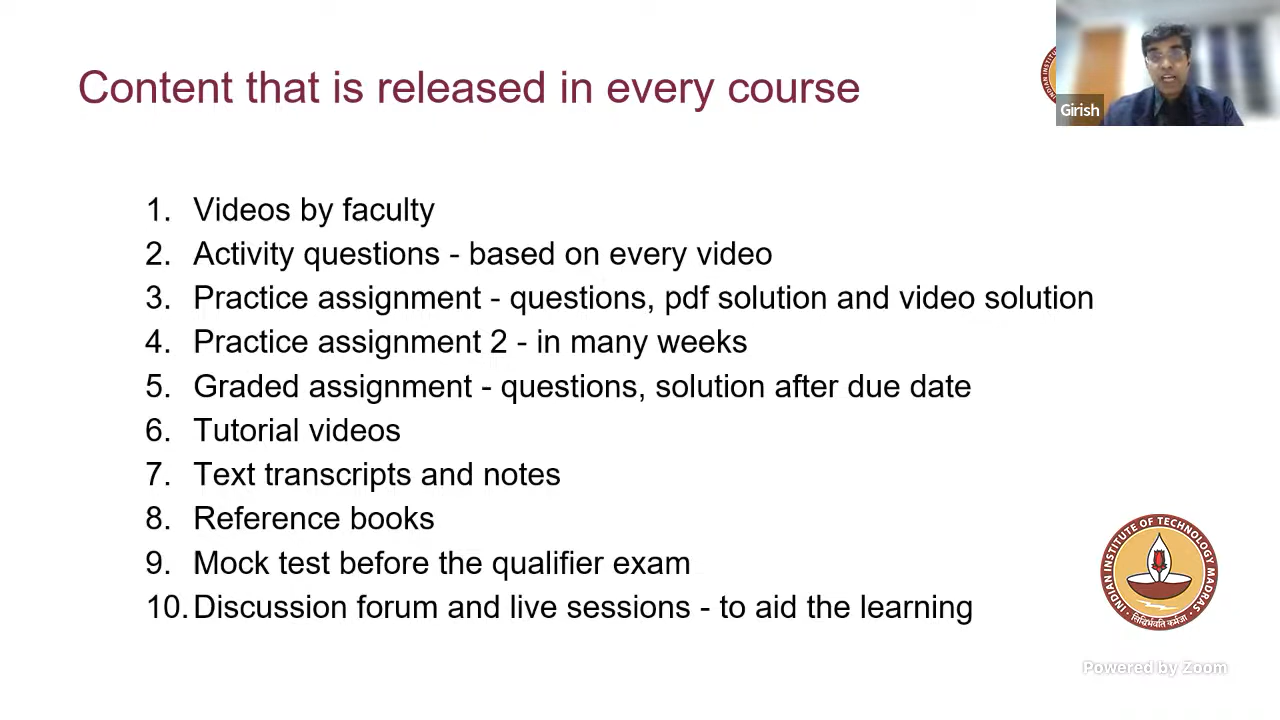 Content that is released in every course
Girish
1. Videos by faculty
2. Activity questions - based on every video
3. Practice assignment - questions, pdf solution and video solution
4. Practice assignment 2 - in many weeks
5. Graded assignment - questions, solution after due date
6. Tutorial videos
7. Text transcripts and notes
8. Reference books
9. Mock test before the qualifier exam
10. Discussion forum and live sessions - to aid the learning
INDIAN INSTITUTE OF TECHNOLOGY MADRAS
सिद्धिर्भवति कर्मजा
Powered by Zoom